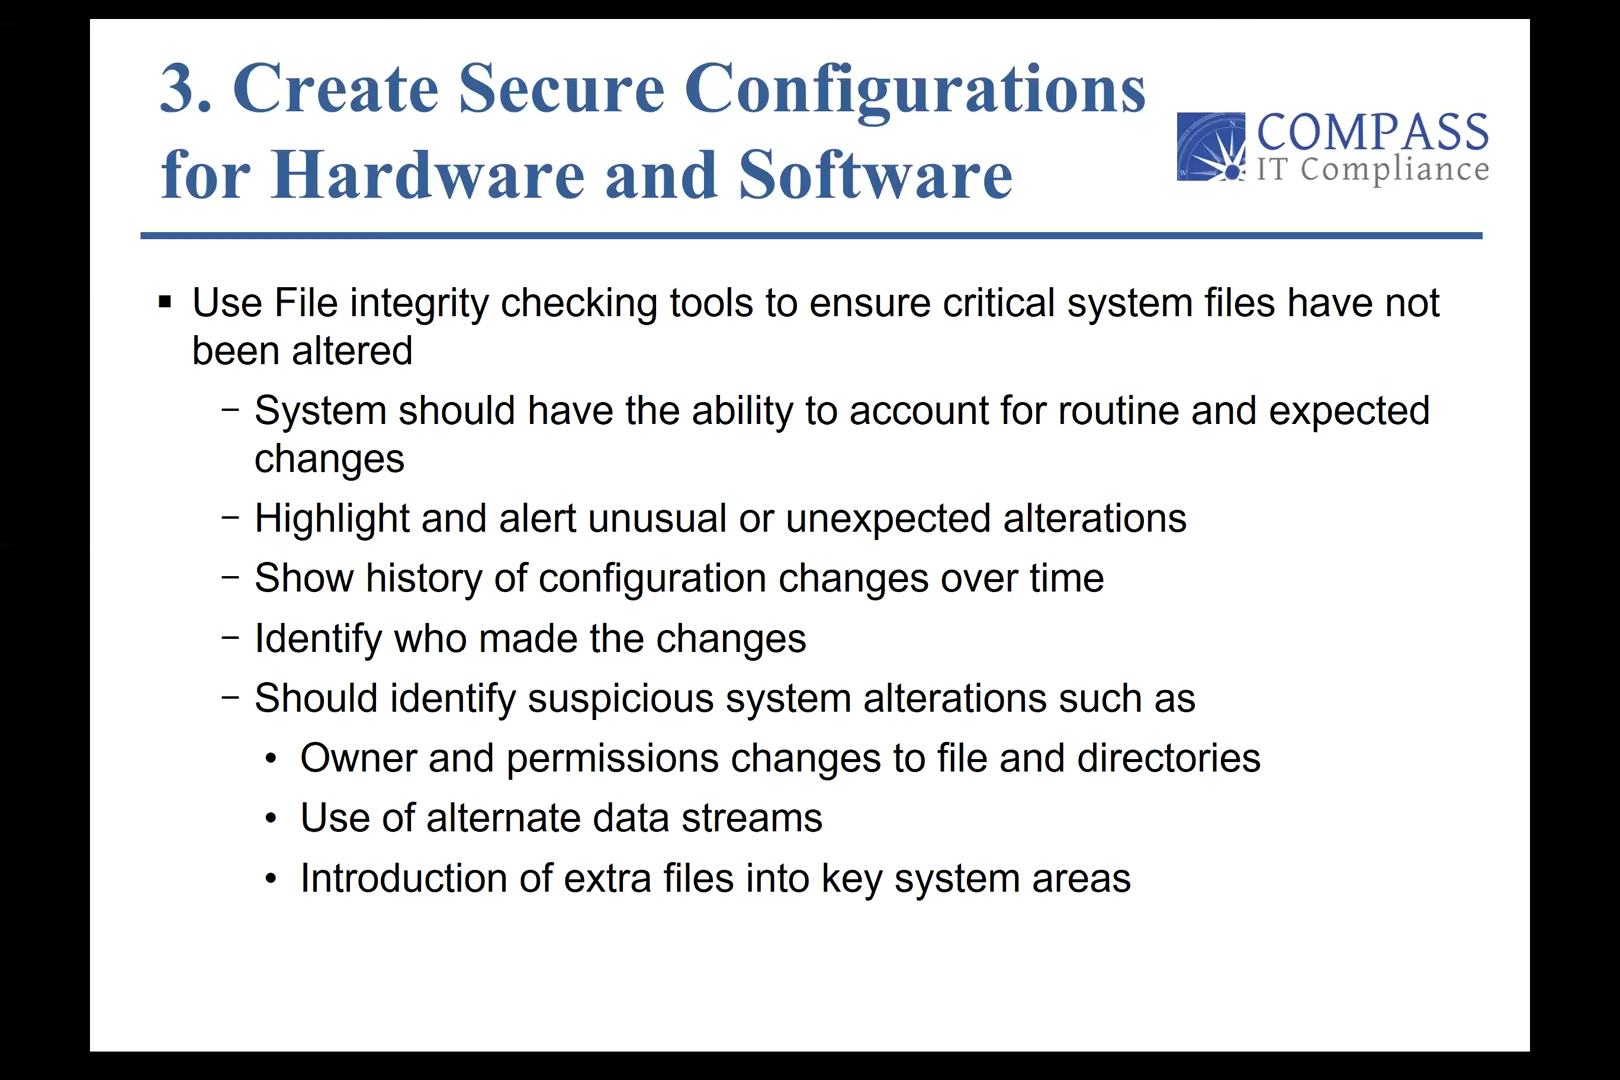 3. Create Secure Configurations
for Hardware and Software
COMPASS
IT Compliance
N
W
▪ Use File integrity checking tools to ensure critical system files have not
been altered
− System should have the ability to account for routine and expected
changes
− Highlight and alert unusual or unexpected alterations
− Show history of configuration changes over time
− Identify who made the changes
− Should identify suspicious system alterations such as
• Owner and permissions changes to file and directories
• Use of alternate data streams
• Introduction of extra files into key system areas